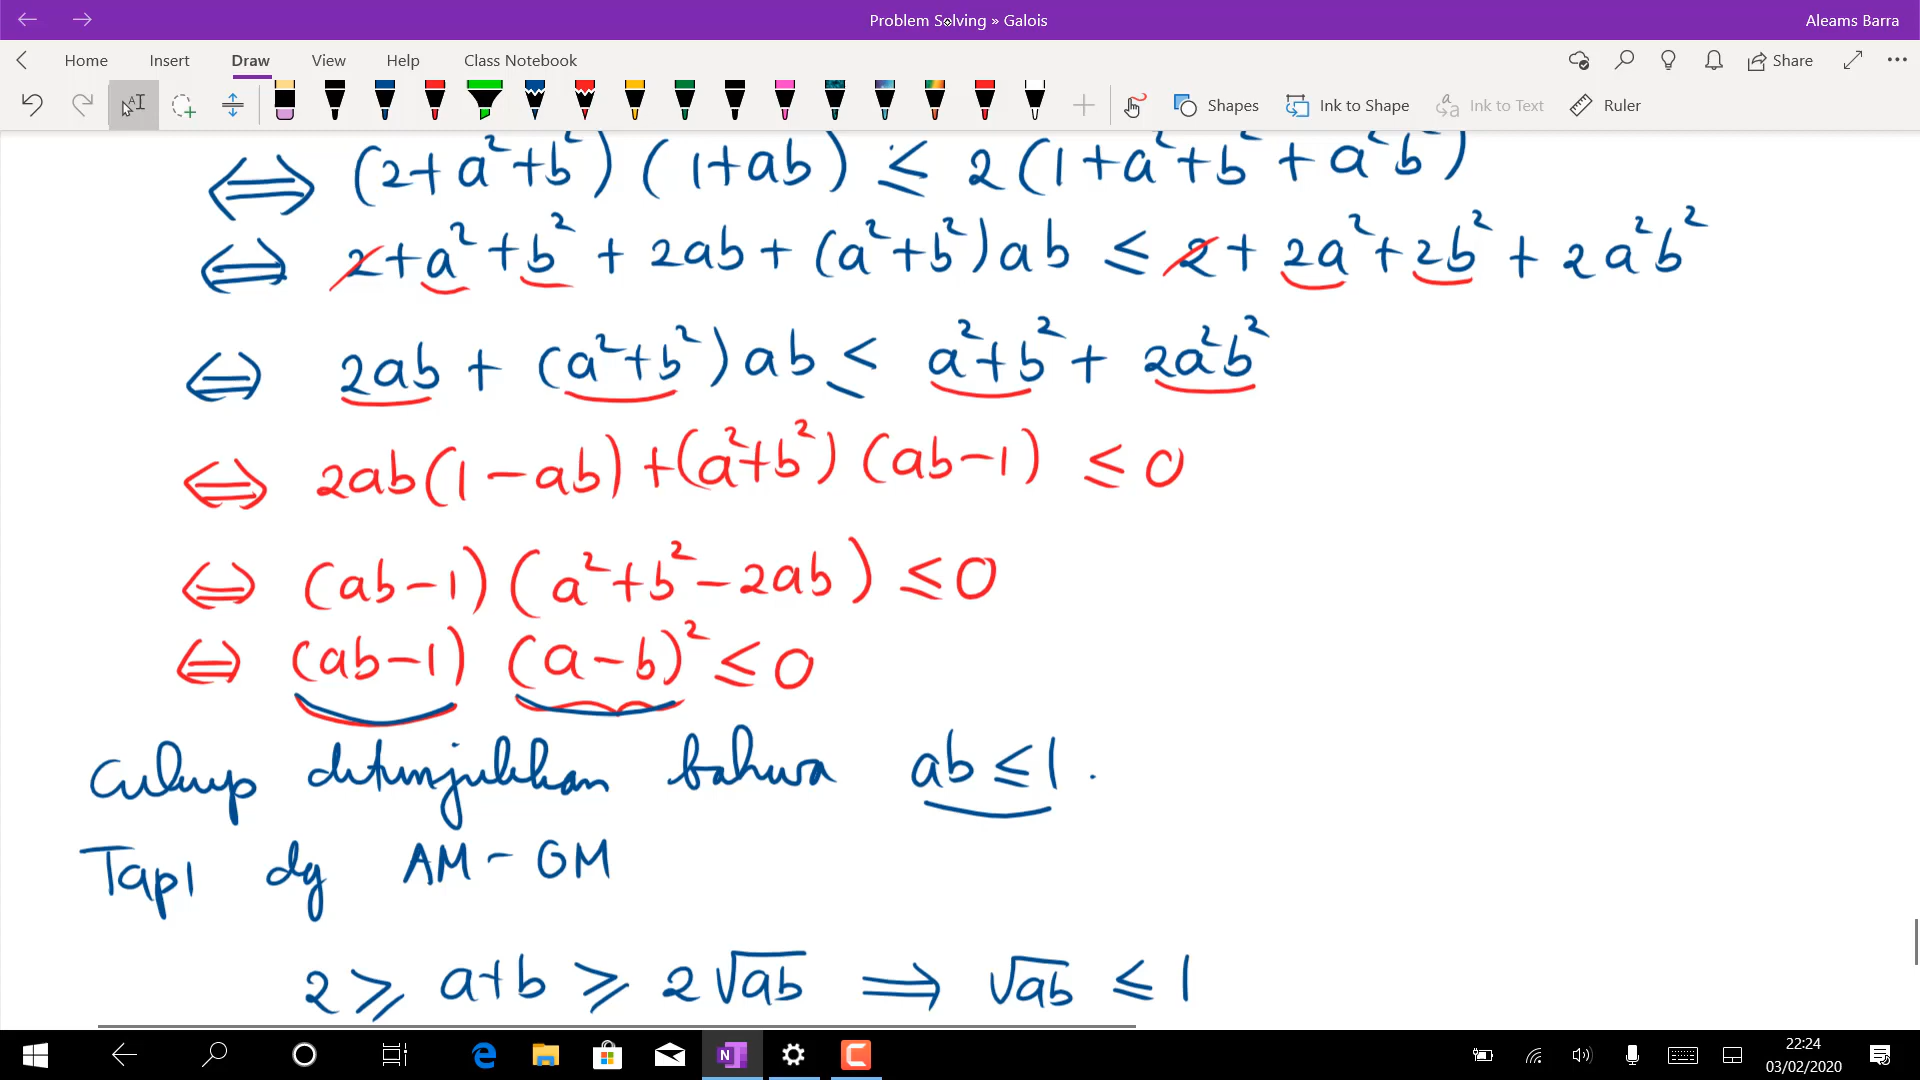 Problem Solving » Galois
Aleams Barra
Home Insert Draw View Help Class Notebook
Share
Shapes Ink to Shape Ink to Text Ruler
⟺ (2+a²+b²)(1+ab) ≤ 2(1+a²+b²+a²b²)
⟺ 2+a²+b²+2ab+(a²+b²)ab ≤ 2+2a²+2b²+2a²b²
⟺ 2ab+(a²+b²)ab ≤ a²+b²+2a²b²
⟺ 2ab(1-ab)+(a²+b²)(ab-1) ≤ 0
⟺ (ab-1)(a²+b²-2ab) ≤ 0
⟺ (ab-1)(a-b)² ≤ 0
Cukup ditunjukkan bahwa ab ≤ 1.
Tapi dg AM-GM
2 ≥ a+b ≥ 2√ab ⟹ √ab ≤ 1
22:24
03/02/2020